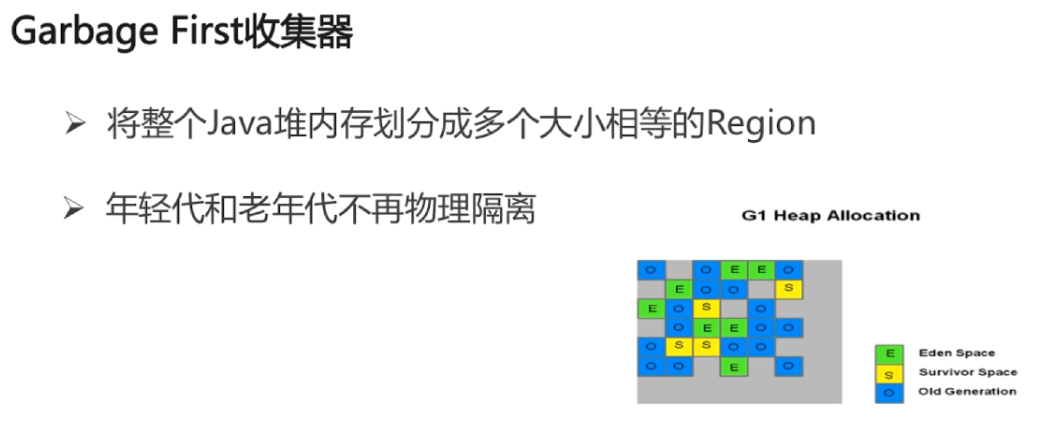 Garbage First收集器
➢ 将整个Java堆内存划分成多个大小相等的Region
➢ 年轻代和老年代不再物理隔离
G1 Heap Allocation
O O E E O
E O O S
E O S O
O E E O O
O S S O O
O O E O
E Eden Space
S Survivor Space
O Old Generation